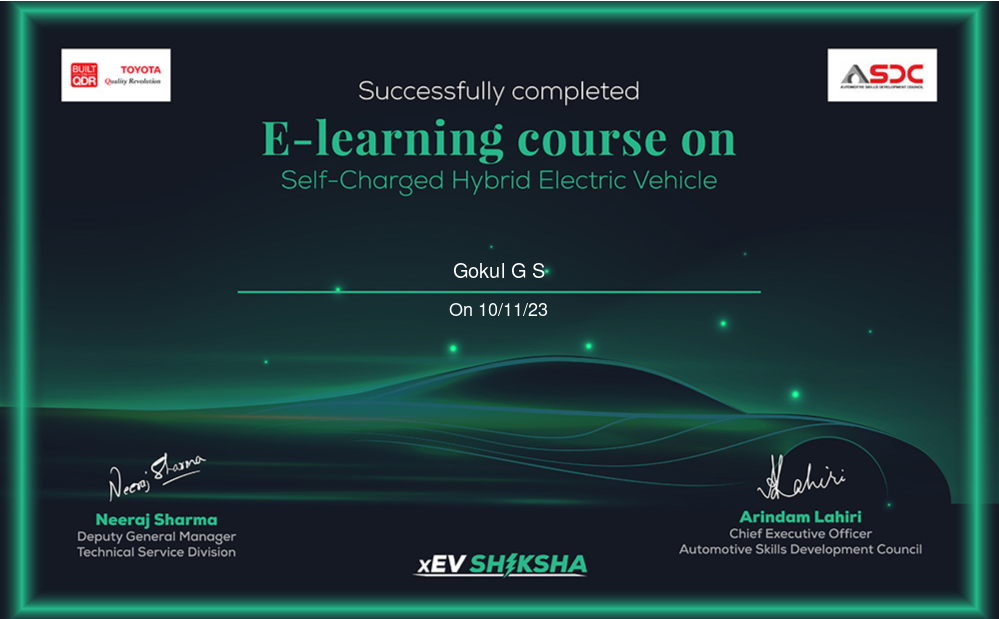 BUILT
QDR
TOYOTA
Quality Revolution
ASDC
AUTOMOTIVE SKILLS DEVELOPMENT COUNCIL
Successfully completed
E-learning course on
Self-Charged Hybrid Electric Vehicle
Gokul G S
On 10/11/23
Neeraj Sharma
Neeraj Sharma
Deputy General Manager
Technical Service Division
ALahiri
Arindam Lahiri
Chief Executive Officer
Automotive Skills Development Council
xEV SHIKSHA